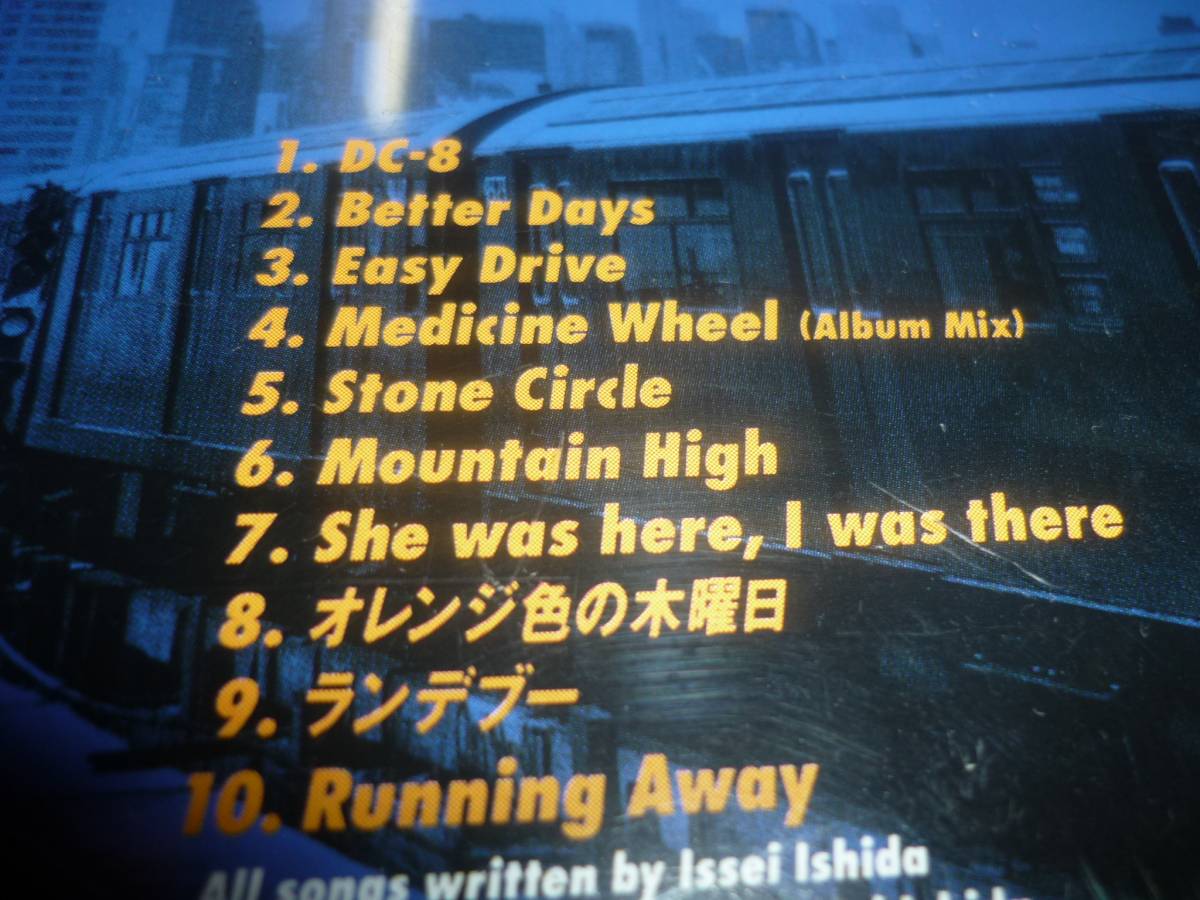 1. DC-8
2. Better Days
3. Easy Drive
4. Medicine Wheel (Album Mix)
5. Stone Circle
6. Mountain High
7. She was here, I was there
8. オレンジ色の木曜日
9. ランデブー
10. Running Away
All songs written by Issei Ishida